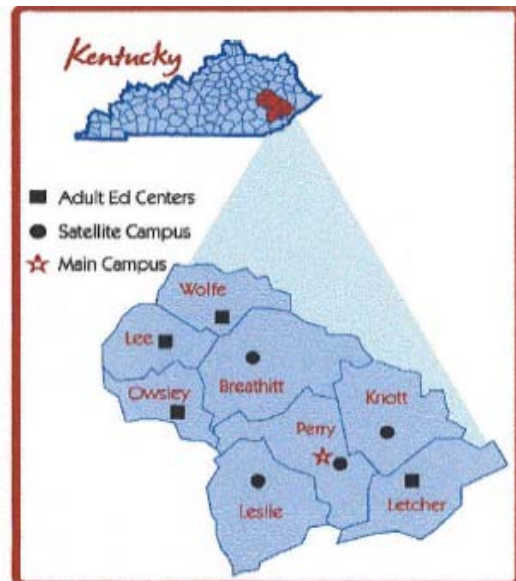 Kentucky
Adult Ed Centers
Satellite Campus
Main Campus
Wolfe
Lee
Breathitt
Owsley
Knott
Perry
Leslie
Letcher